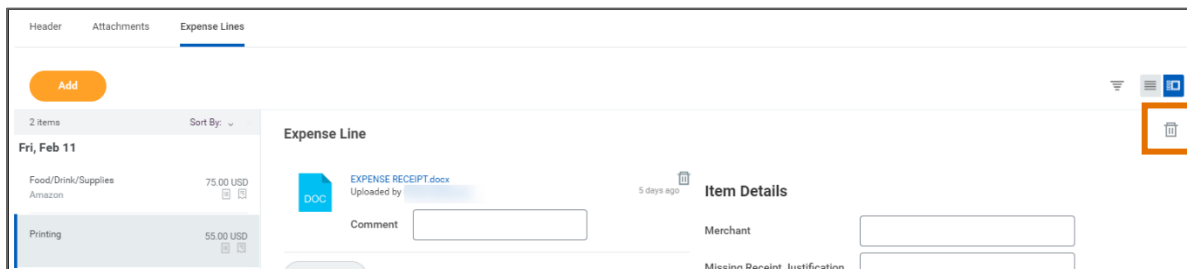 Header Attachments Expense Lines
Add
2 items Sort By:
Fri, Feb 11
Food/Drink/Supplies 75.00 USD
Amazon
Printing 55.00 USD
Expense Line
EXPENSE RECEIPT.docx
DOC
Uploaded by
5 days ago
Comment
Item Details
Merchant
Missing Receipt Justification